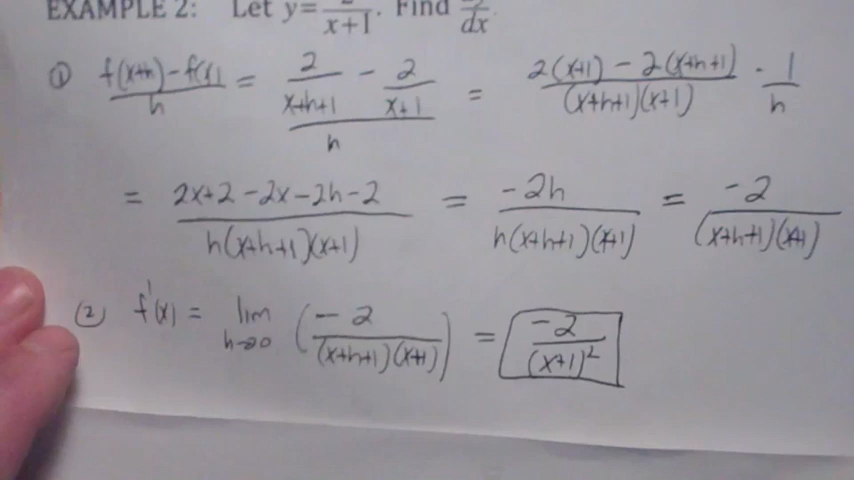 EXAMPLE 2: Let y= 2/(x+1). Find dy/dx.
① (f(x+h)-f(x))/h = (2/(x+h+1) - 2/(x+1))/h = (2(x+1) - 2(x+h+1))/((x+h+1)(x+1)) · 1/h
= (2x+2-2x-2h-2)/(h(x+h+1)(x+1)) = -2h/(h(x+h+1)(x+1)) = -2/((x+h+1)(x+1))
② f'(x) = lim h→0 (-2/((x+h+1)(x+1))) = -2/(x+1)²